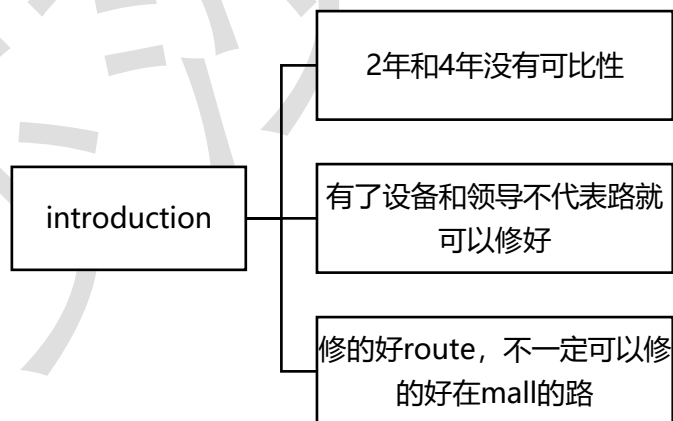 2年和4年没有可比性
introduction
有了设备和领导不代表路就
可以修好
修的好route，不一定可以修
的好在mall的路